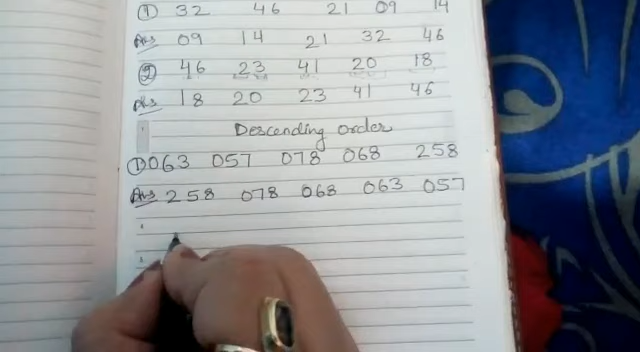 ① 32 46 21 09 14
Ans 09 14 21 32 46
② 46 23 41 20 18
Ans 18 20 23 41 46
Descending order
① 063 057 078 068 258
Ans 258 078 068 063 057